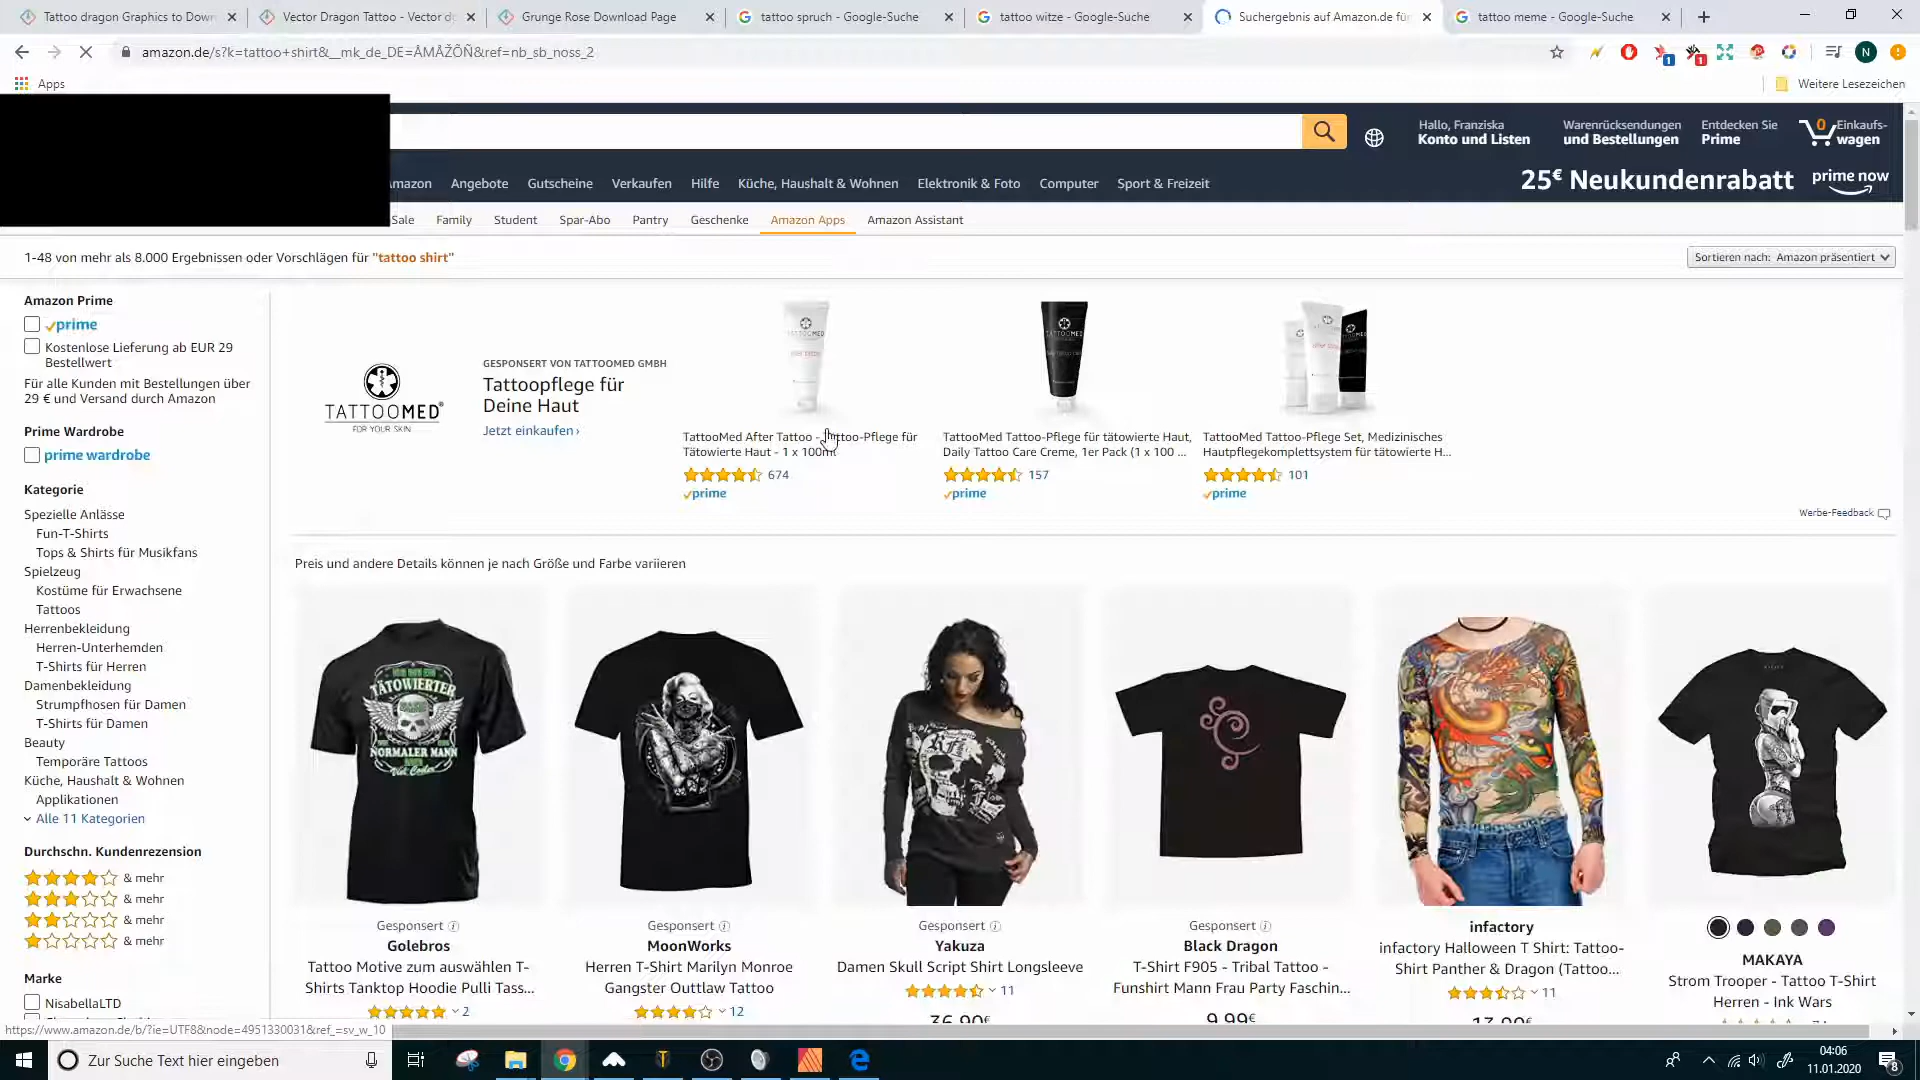 Tattoo dragon Graphics to Down
Vector Dragon Tattoo - Vector do
Grunge Rose Download Page
tattoo spruch - Google-Suche
tattoo witze - Google-Suche
Suchergebnis auf Amazon.de für
tattoo meme - Google-Suche
amazon.de/s?k=tattoo+shirt&__mk_de_DE=ÅMÅŽÕÑ&ref=nb_sb_noss_2
1
1
N
Apps
Weitere Lesezeichen
Hallo, Franziska
Konto und Listen
Warenrücksendungen
und Bestellungen
Entdecken Sie
Prime
0
Einkaufs-
wagen
mazon
Angebote
Gutscheine
Verkaufen
Hilfe
Küche, Haushalt & Wohnen
Elektronik & Foto
Computer
Sport & Freizeit
25€ Neukundenrabatt
prime now
Sale
Family
Student
Spar-Abo
Pantry
Geschenke
Amazon Apps
Amazon Assistant
1-48 von mehr als 8.000 Ergebnissen oder Vorschlägen für "tattoo shirt"
Sortieren nach: Amazon präsentiert
Amazon Prime
prime
Kostenlose Lieferung ab EUR 29
Bestellwert
Für alle Kunden mit Bestellungen über
29 € und Versand durch Amazon
Prime Wardrobe
prime wardrobe
Kategorie
Spezielle Anlässe
Fun-T-Shirts
Tops & Shirts für Musikfans
Spielzeug
Kostüme für Erwachsene
Tattoos
Herrenbekleidung
Herren-Unterhemden
T-Shirts für Herren
Damenbekleidung
Strumpfhosen für Damen
T-Shirts für Damen
Beauty
Temporäre Tattoos
Küche, Haushalt & Wohnen
Applikationen
Alle 11 Kategorien
Durchschn. Kundenrezension
& mehr
& mehr
& mehr
& mehr
Marke
NisabellaLTD
TATTOOMED®
FOR YOUR SKIN
GESPONSERT VON TATTOOMED GMBH
Tattoopflege für
Deine Haut
Jetzt einkaufen ›
TattooMed After Tattoo - Tattoo-Pflege für
Tätowierte Haut - 1 x 100ml
674
prime
TattooMed Tattoo-Pflege für tätowierte Haut,
Daily Tattoo Care Creme, 1er Pack (1 x 100 ...
157
prime
TattooMed Tattoo-Pflege Set, Medizinisches
Hautpflegekomplettsystem für tätowierte H...
101
prime
Werbe-Feedback
Preis und andere Details können je nach Größe und Farbe variieren
TÄTOWIERTER
NORMALER MANN
Gesponsert
Golebros
Tattoo Motive zum auswählen T-
Shirts Tanktop Hoodie Pulli Tass...
2
Gesponsert
MoonWorks
Herren T-Shirt Marilyn Monroe
Gangster Outtlaw Tattoo
12
Gesponsert
Yakuza
Damen Skull Script Shirt Longsleeve
11
36,90€
Gesponsert
Black Dragon
T-Shirt F905 - Tribal Tattoo -
Funshirt Mann Frau Party Faschin...
9,99€
infactory
infactory Halloween T Shirt: Tattoo-
Shirt Panther & Dragon (Tattoo...
11
MAKAYA
Strom Trooper - Tattoo T-Shirt
Herren - Ink Wars
https://www.amazon.de/b/?ie=UTF8&node=4951330031&ref_=sv_w_10
Zur Suche Text hier eingeben
04:06
11.01.2020
8